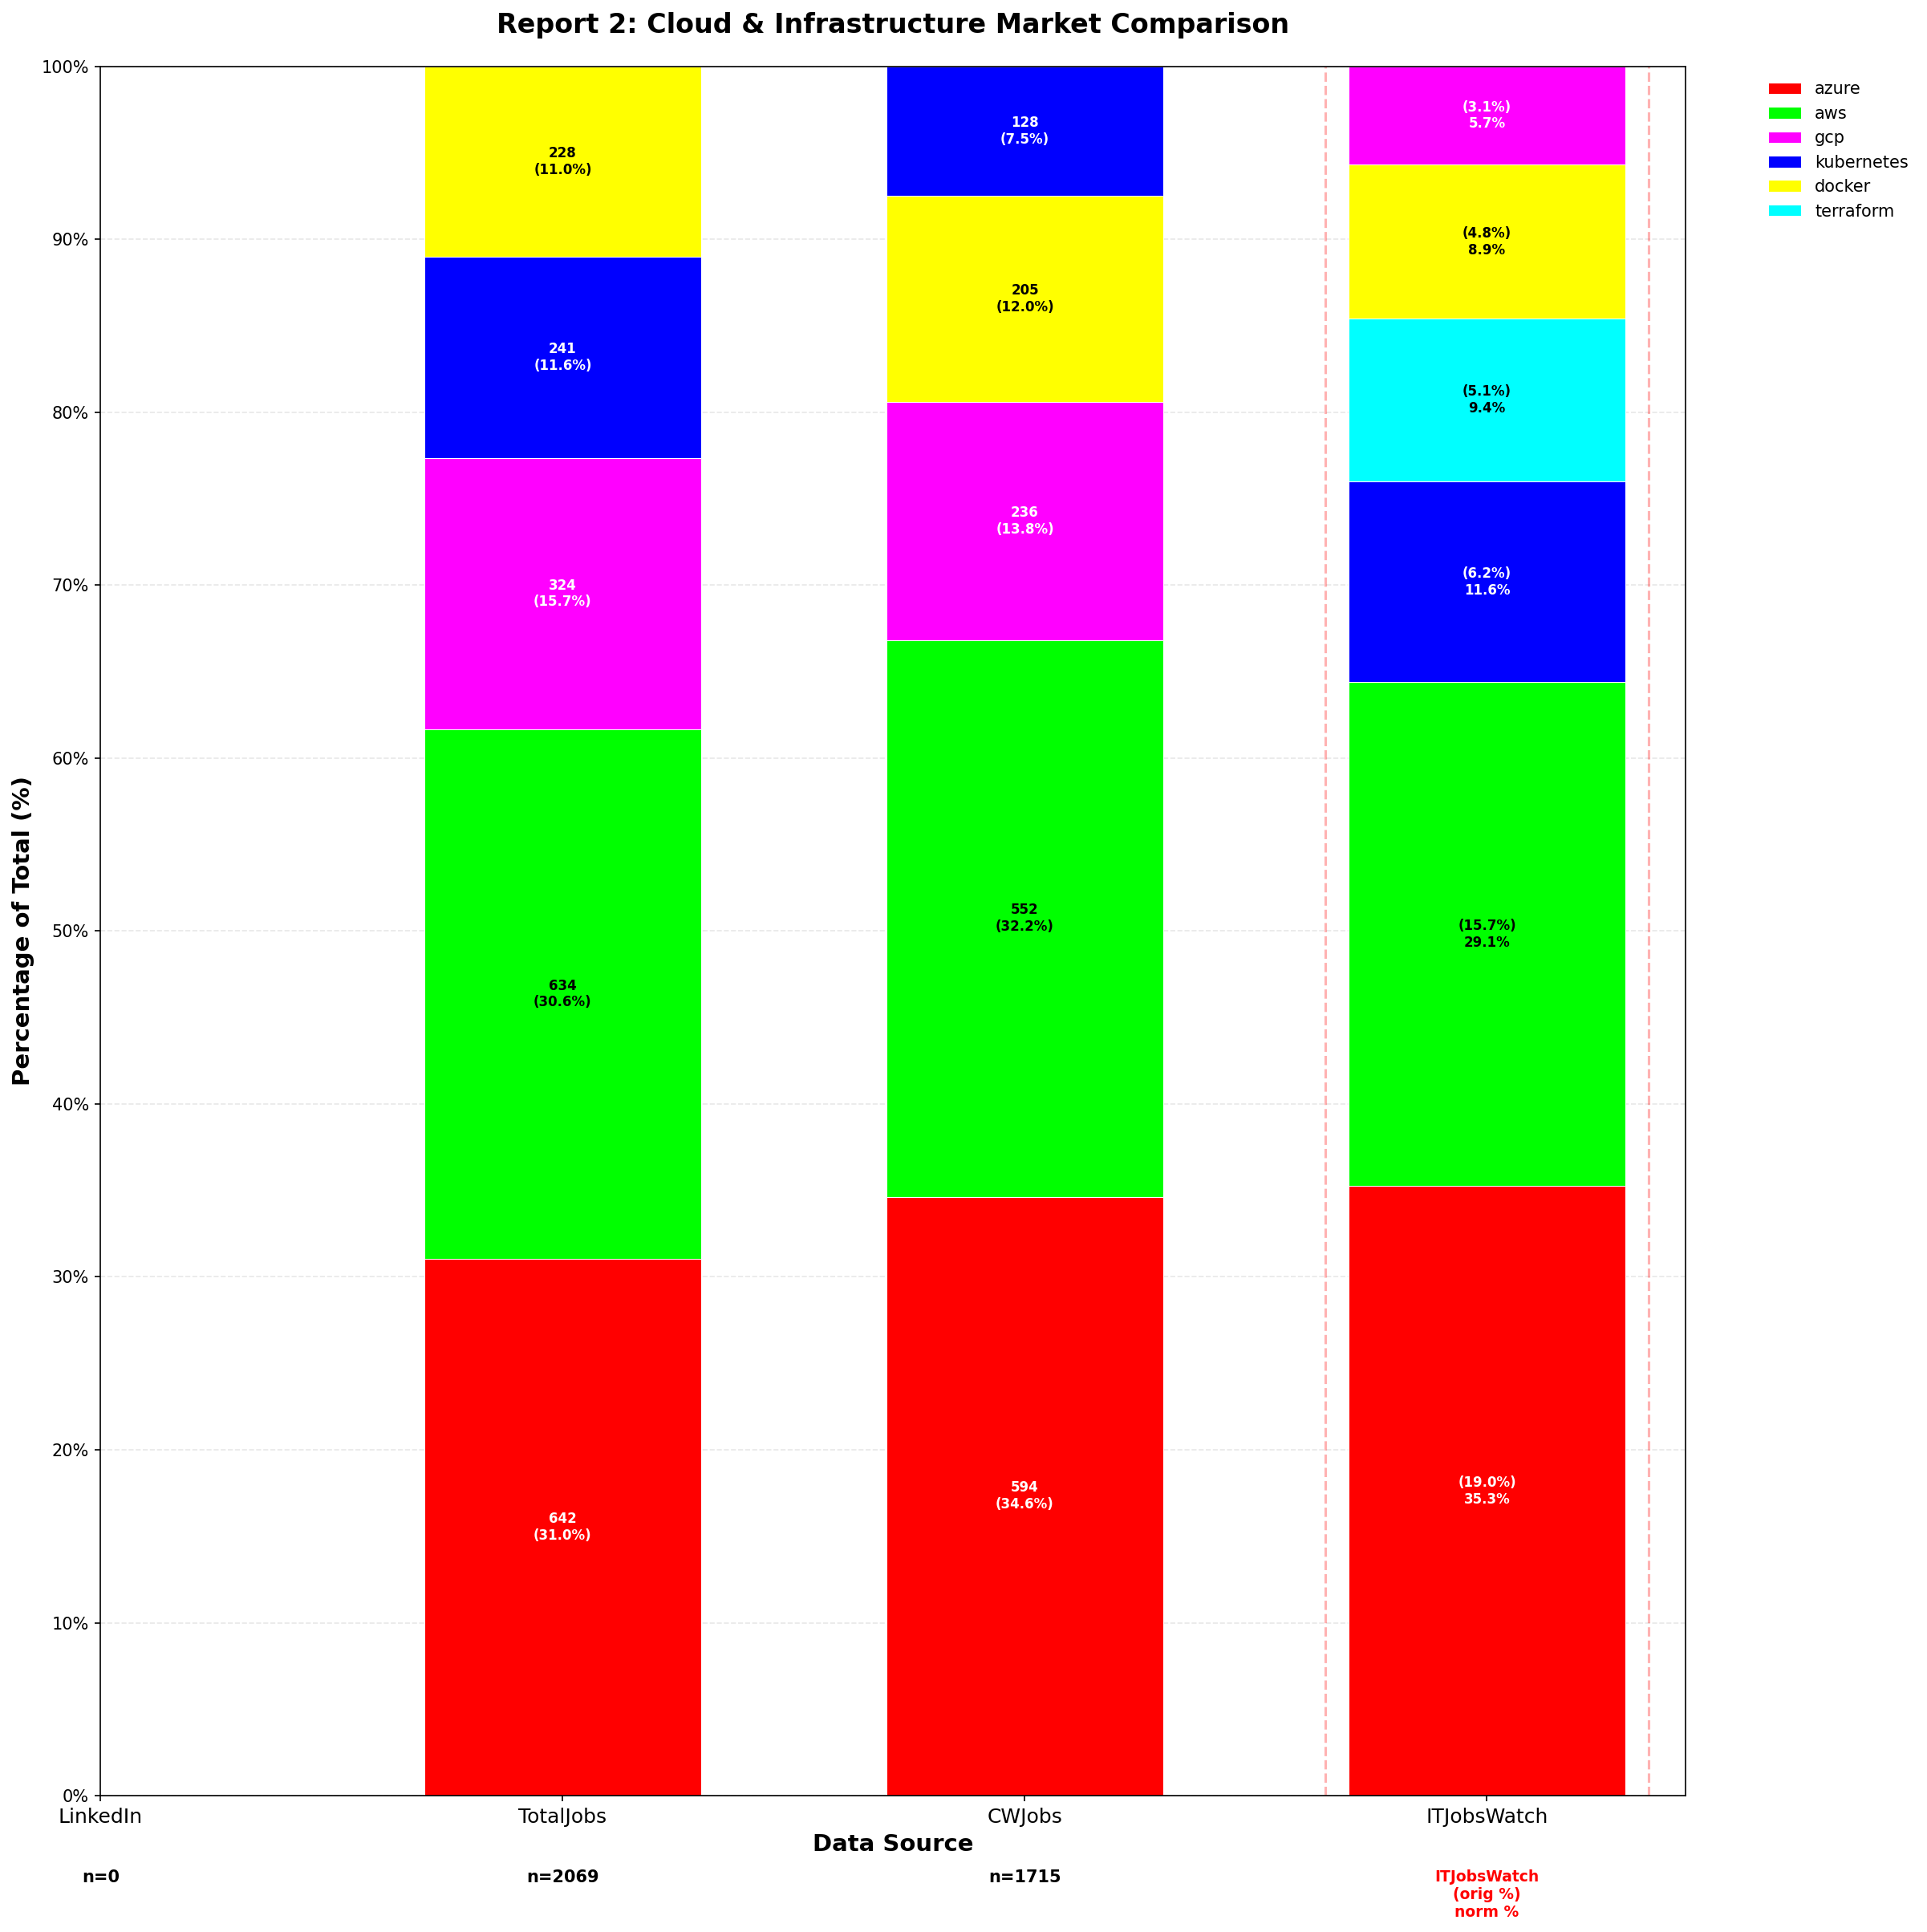 Report 2: Cloud & Infrastructure Market Comparison
Percentage of Total (%)
100%
90%
80%
70%
60%
50%
40%
30%
20%
10%
0%
228
(11.0%)
241
(11.6%)
324
(15.7%)
634
(30.6%)
642
(31.0%)
128
(7.5%)
205
(12.0%)
236
(13.8%)
552
(32.2%)
594
(34.6%)
(3.1%)
5.7%
(4.8%)
8.9%
(5.1%)
9.4%
(6.2%)
11.6%
(15.7%)
29.1%
(19.0%)
35.3%
azure
aws
gcp
kubernetes
docker
terraform
LinkedIn
TotalJobs
CWJobs
ITJobsWatch
Data Source
n=0
n=2069
n=1715
ITJobsWatch
(orig %)
norm %